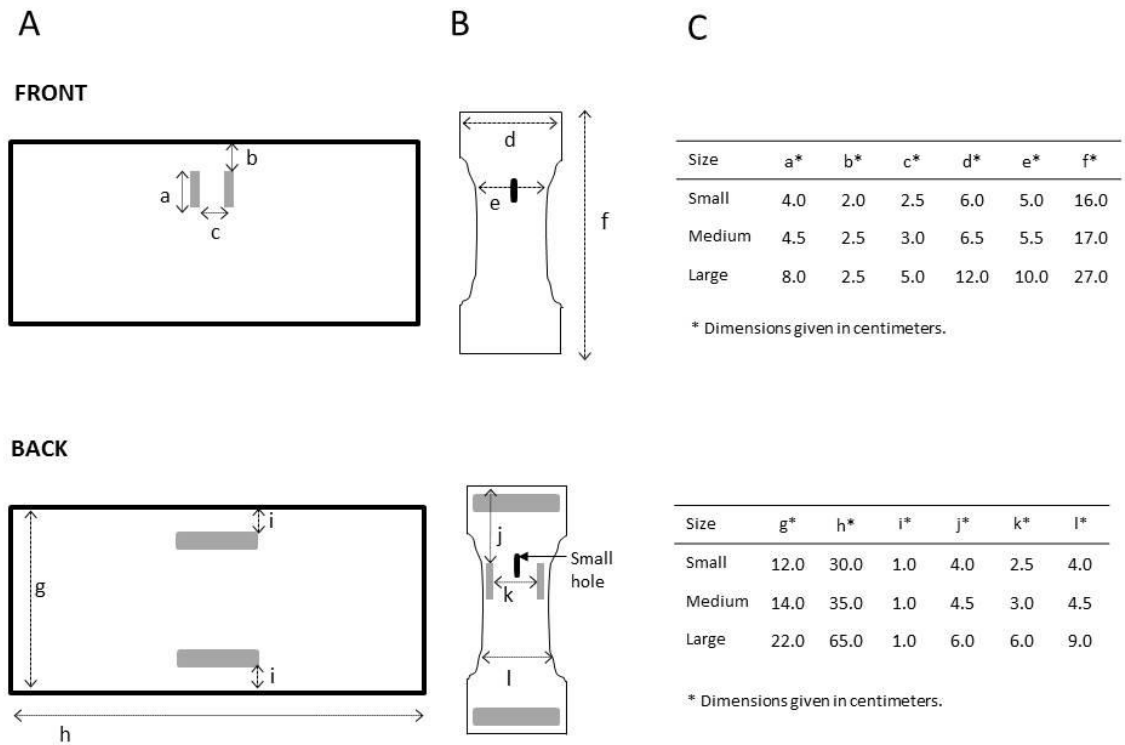 A
B
C
FRONT
b
a
c
d
e
f
Size a* b* c* d* e* f*
Small 4.0 2.0 2.5 6.0 5.0 16.0
Medium 4.5 2.5 3.0 6.5 5.5 17.0
Large 8.0 2.5 5.0 12.0 10.0 27.0
* Dimensions given in centimeters.
BACK
i
g
i
h
j
Small
hole
k
l
Size g* h* i* j* k* l*
Small 12.0 30.0 1.0 4.0 2.5 4.0
Medium 14.0 35.0 1.0 4.5 3.0 4.5
Large 22.0 65.0 1.0 6.0 6.0 9.0
* Dimensions given in centimeters.